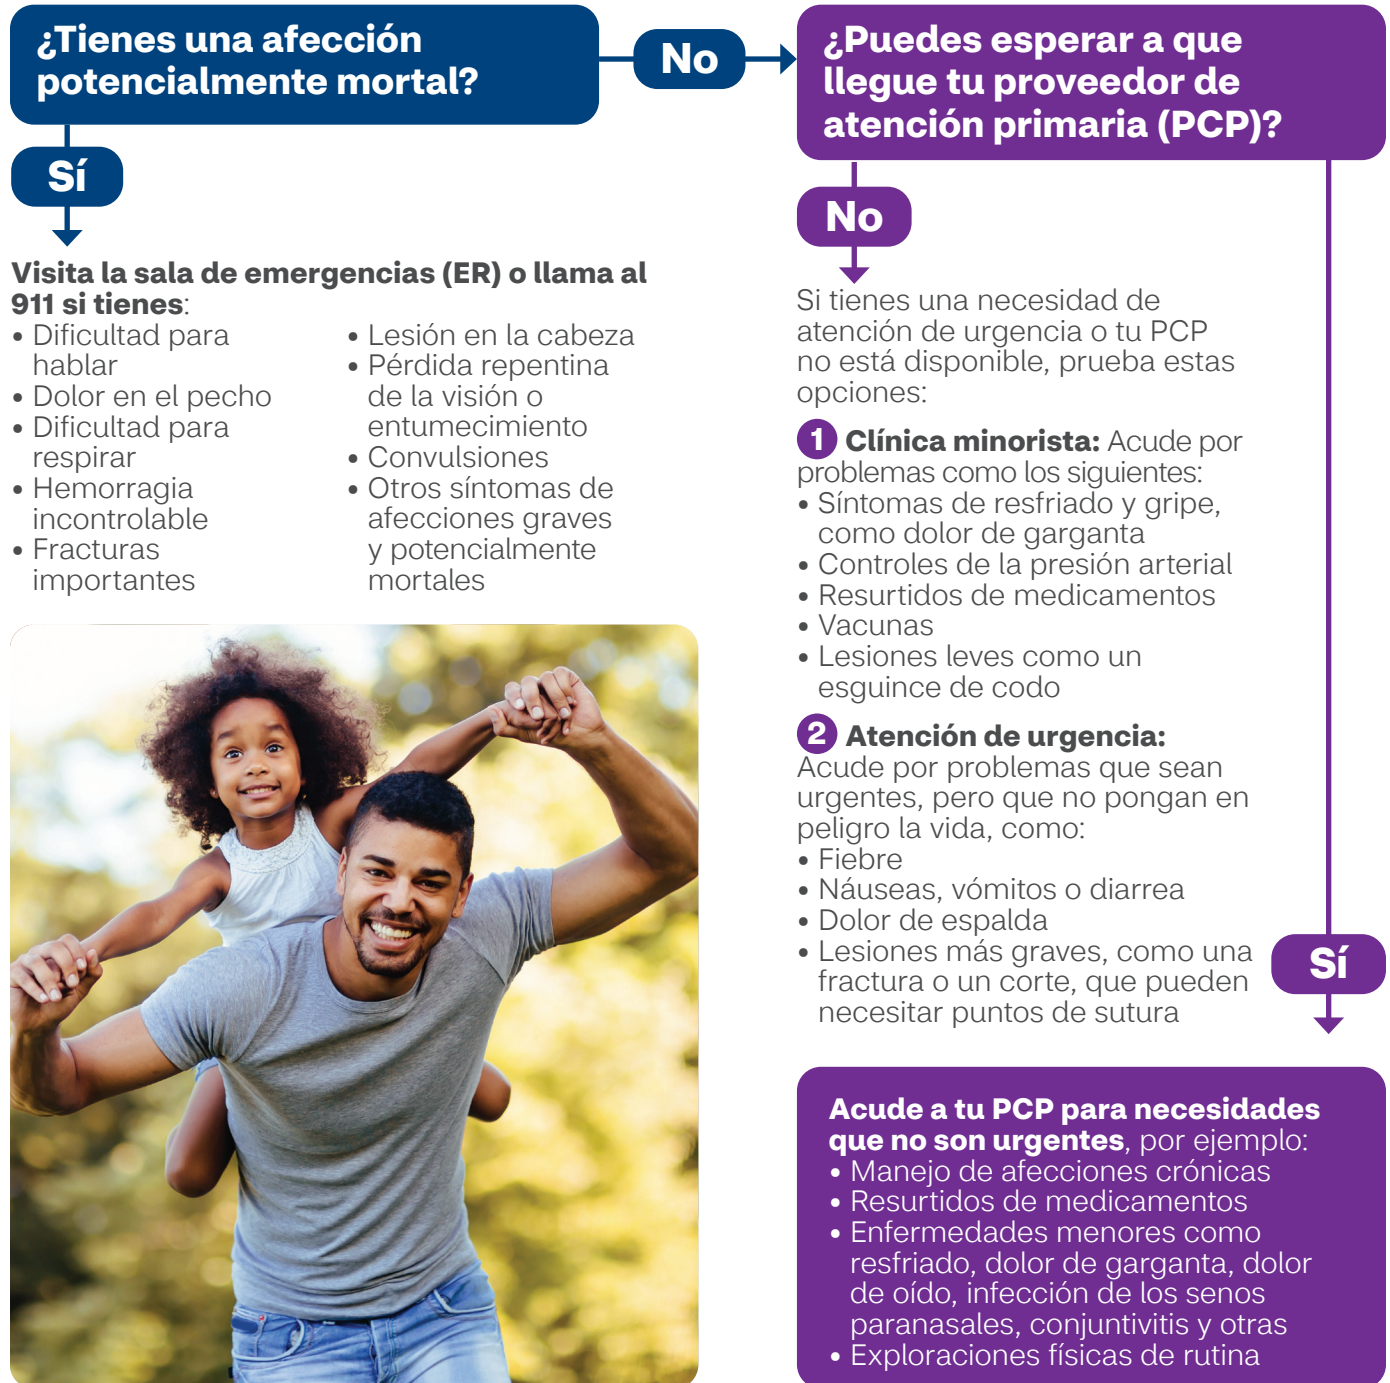 ¿Tienes una afección
potencialmente mortal?
No
Sí
Visita la sala de emergencias (ER) o llama al
911 si tienes:
• Dificultad para
hablar
• Dolor en el pecho
• Dificultad para
respirar
• Hemorragia
incontrolable
• Fracturas
importantes
• Lesión en la cabeza
• Pérdida repentina
de la visión o
entumecimiento
• Convulsiones
• Otros síntomas de
afecciones graves
y potencialmente
mortales
¿Puedes esperar a que
llegue tu proveedor de
atención primaria (PCP)?
No
Si tienes una necesidad de
atención de urgencia o tu PCP
no está disponible, prueba estas
opciones:
1 Clínica minorista: Acude por
problemas como los siguientes:
• Síntomas de resfriado y gripe,
como dolor de garganta
• Controles de la presión arterial
• Resurtidos de medicamentos
• Vacunas
• Lesiones leves como un
esguince de codo
2 Atención de urgencia:
Acude por problemas que sean
urgentes, pero que no pongan en
peligro la vida, como:
• Fiebre
• Náuseas, vómitos o diarrea
• Dolor de espalda
• Lesiones más graves, como una
fractura o un corte, que pueden
necesitar puntos de sutura
Sí
Acude a tu PCP para necesidades
que no son urgentes, por ejemplo:
• Manejo de afecciones crónicas
• Resurtidos de medicamentos
• Enfermedades menores como
resfriado, dolor de garganta, dolor
de oído, infección de los senos
paranasales, conjuntivitis y otras
• Exploraciones físicas de rutina